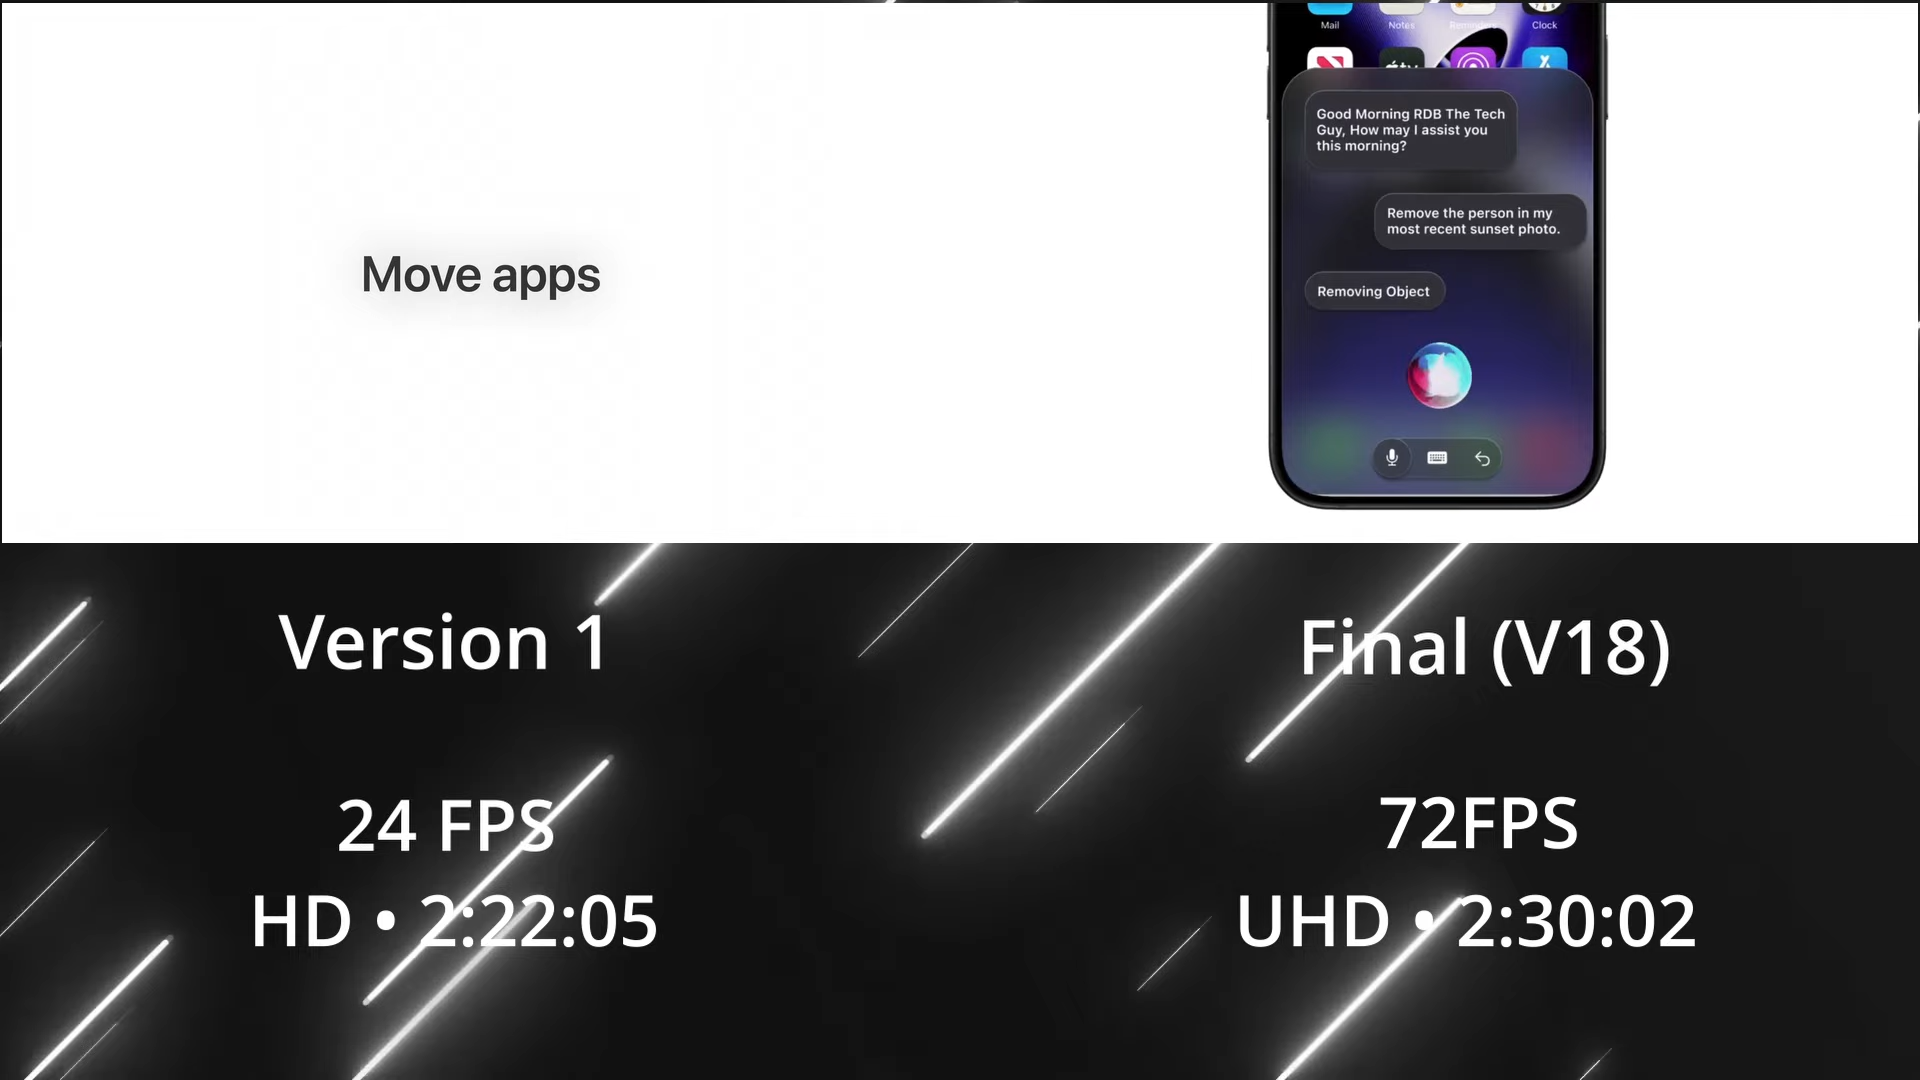 Mail
Notes
Reminders
Clock
tv
Good Morning RDB The Tech
Guy, How may I assist you
this morning?
Remove the person in my
most recent sunset photo.
Move apps
Removing Object
Version 1
Final (V18)
24 FPS
72FPS
HD • 2:22:05
UHD • 2:30:02